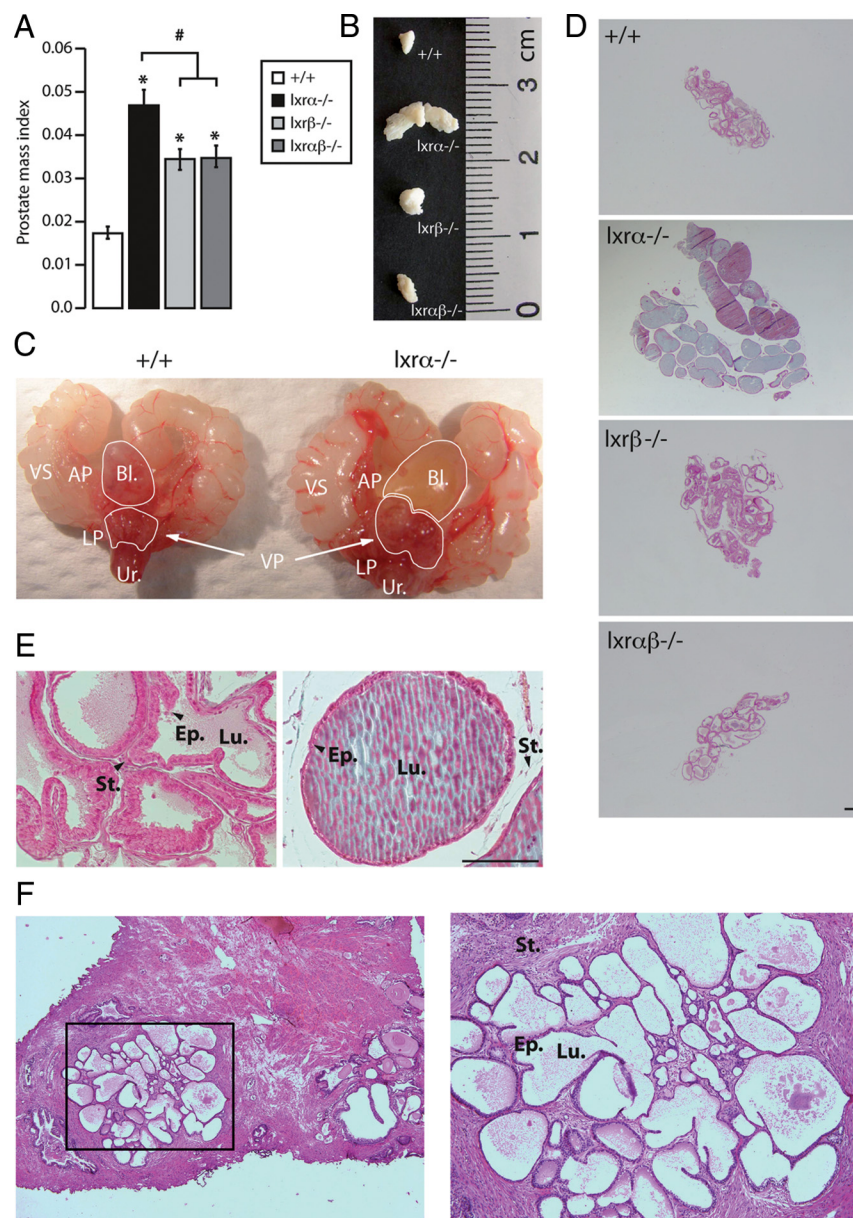 A
0.06
0.05
0.04
0.03
0.02
0.01
0.0
Prostate mass index
#
*
*
*
+/+
lxrα-/-
lxrβ-/-
lxrαβ-/-
B
+/+
lxrα-/-
lxrβ-/-
lxrαβ-/-
cm
3
2
1
0
C
+/+
lxrα-/-
VS
AP
Bl.
LP
Ur.
VP
VS
AP
Bl.
LP
Ur.
D
+/+
lxrα-/-
lxrβ-/-
lxrαβ-/-
E
Ep.
Lu.
St.
Ep.
Lu.
St.
F
St.
Ep.
Lu.